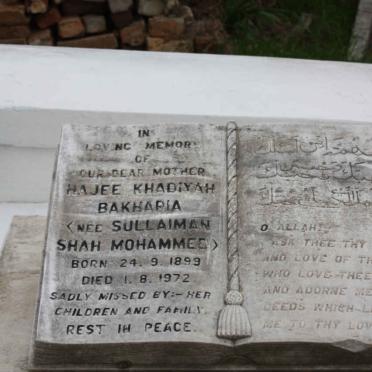 IN
LOVING MEMORY
OF
OUR DEAR MOTHER
HAJEE KHADIYAH
BAKHARIA
<NEE SULLAIMAN
SHAH MOHAMMED>
BORN 24.9.1899
DIED 1.8.1972
SADLY MISSED BY:- HER
CHILDREN AND FAMILY.
REST IN PEACE.
O ALLAH!
ASK THEE THY
AND LOVE OF TH
WHO LOVE THEE
AND ADORNE ME
DEEDS WHICH L
ME TO THY LOV